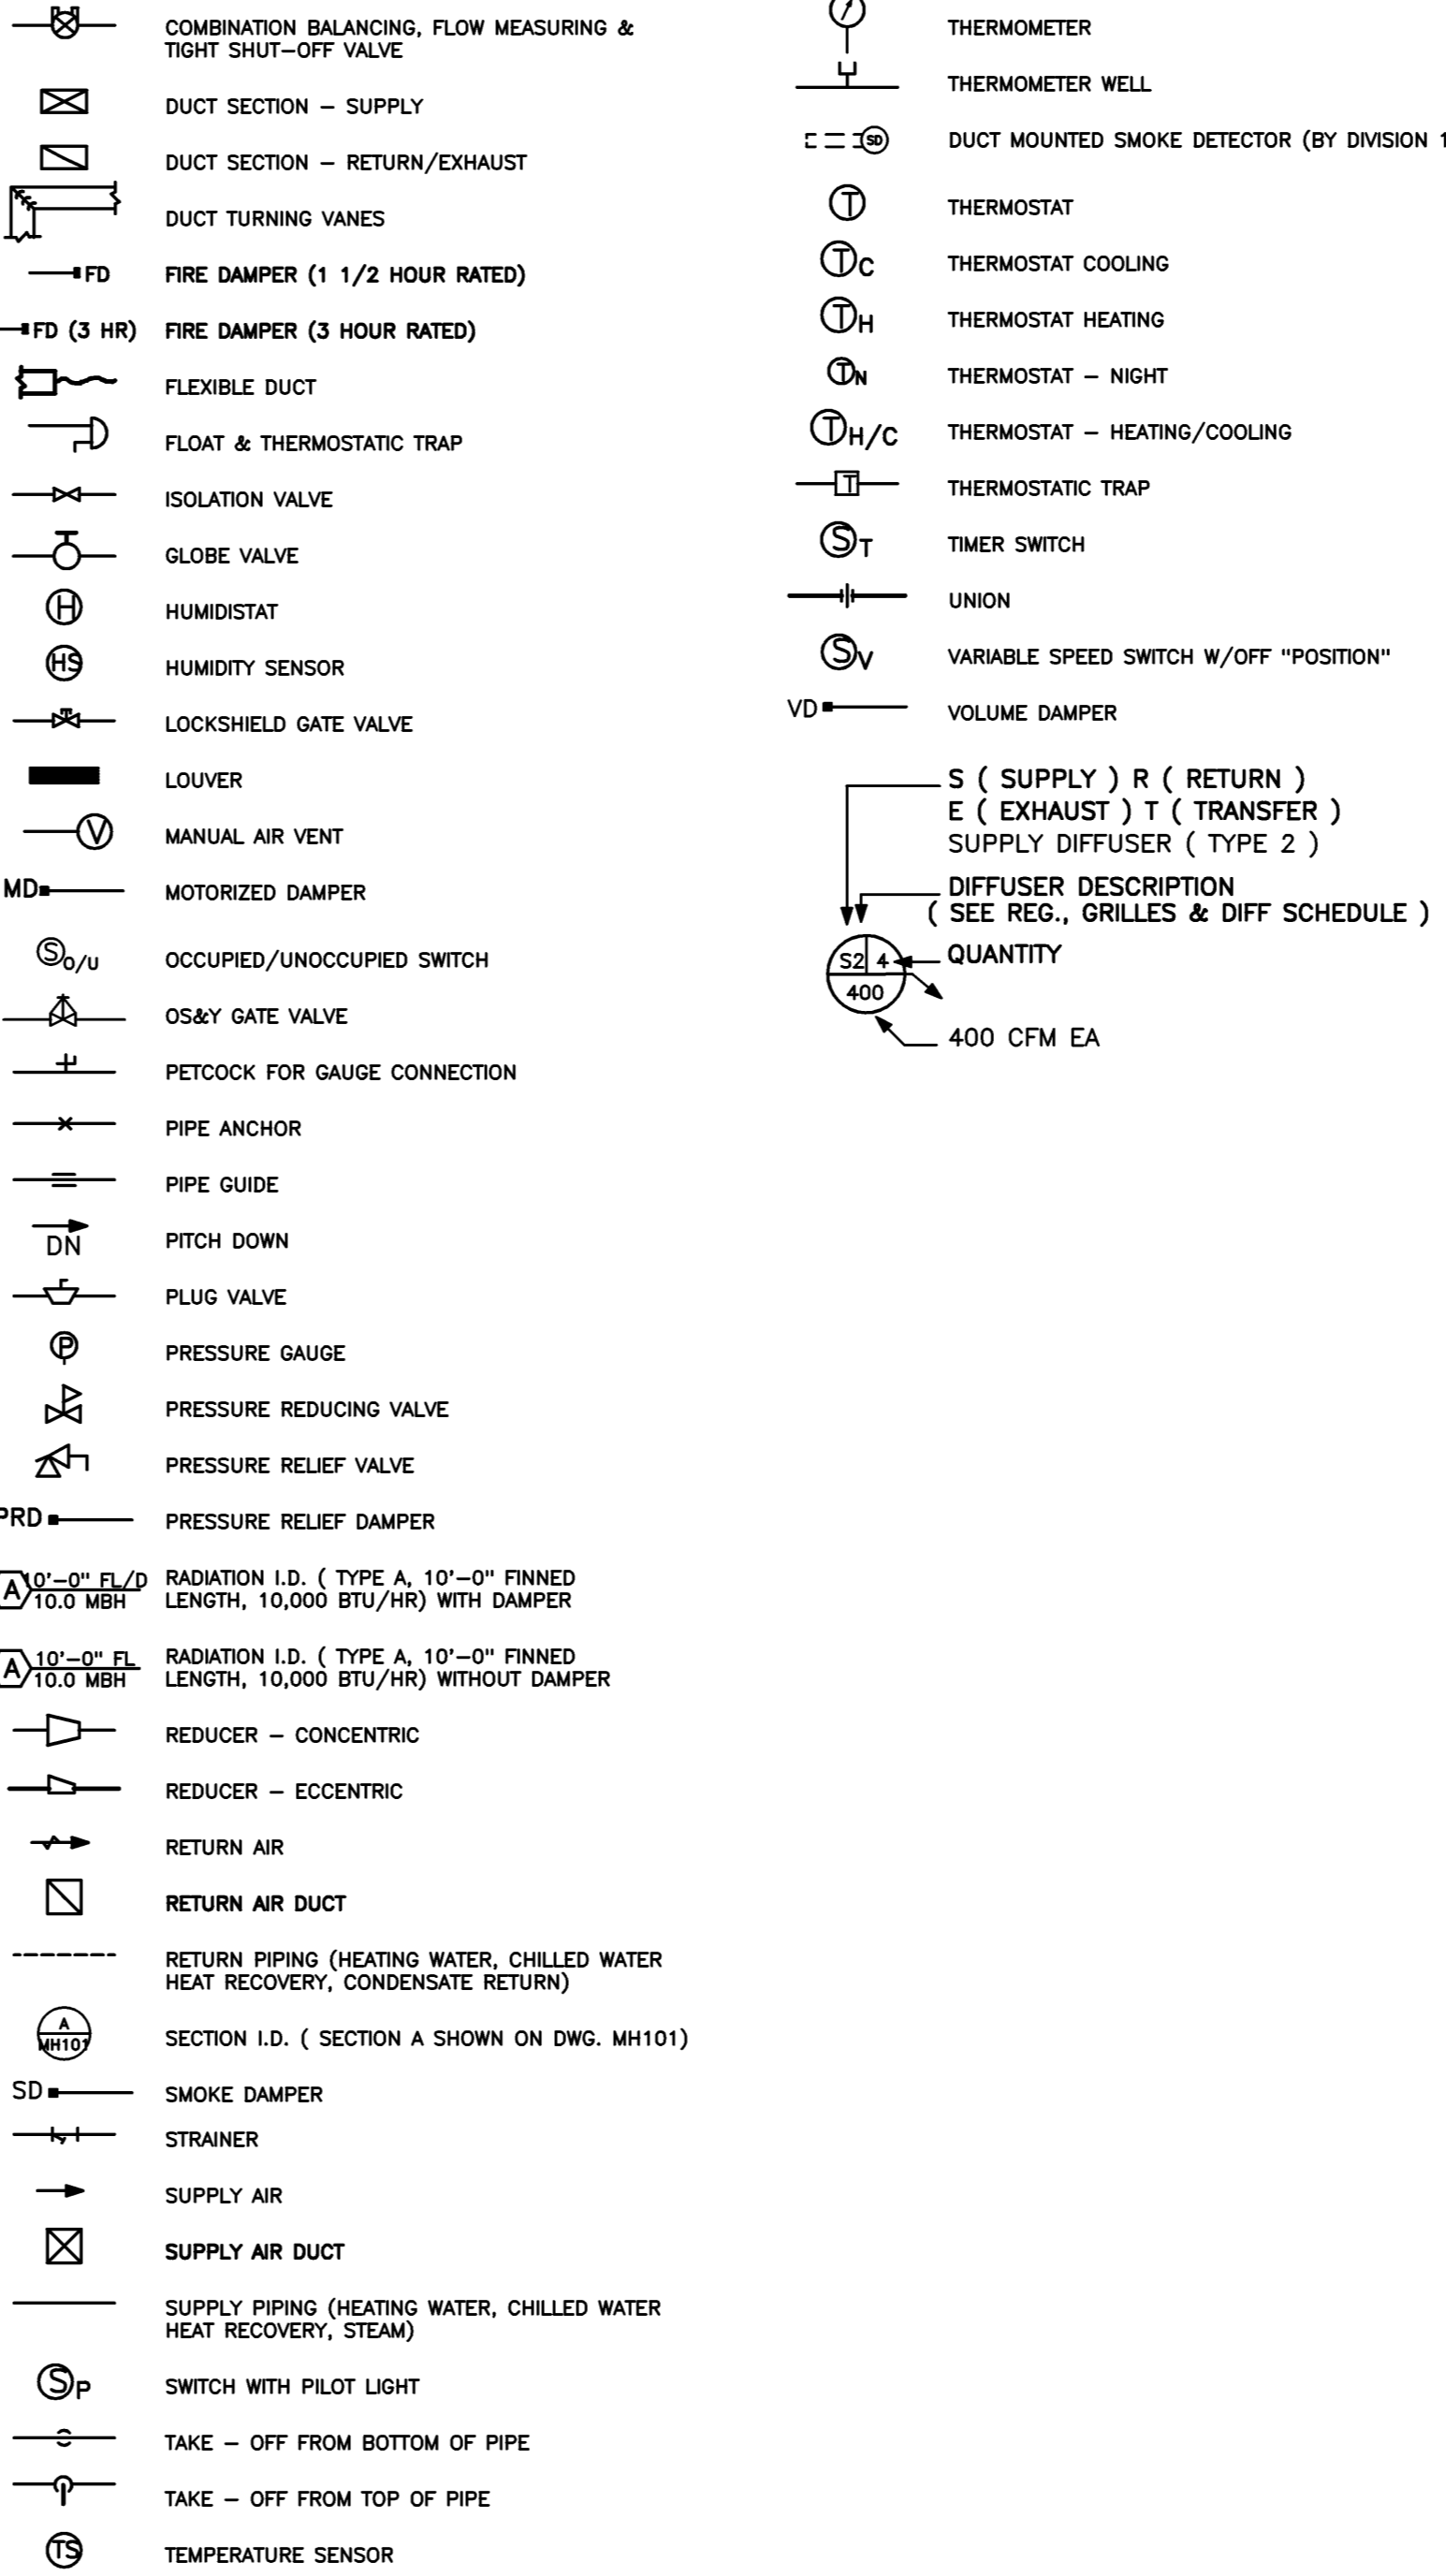 COMBINATION BALANCING, FLOW MEASURING &
TIGHT SHUT-OFF VALVE
DUCT SECTION - SUPPLY
DUCT SECTION - RETURN/EXHAUST
DUCT TURNING VANES
FD FIRE DAMPER (1 1/2 HOUR RATED)
FD (3 HR) FIRE DAMPER (3 HOUR RATED)
FLEXIBLE DUCT
FLOAT & THERMOSTATIC TRAP
ISOLATION VALVE
GLOBE VALVE
H HUMIDISTAT
HS HUMIDITY SENSOR
LOCKSHIELD GATE VALVE
LOUVER
V MANUAL AIR VENT
MD MOTORIZED DAMPER
S O/U OCCUPIED/UNOCCUPIED SWITCH
OS&Y GATE VALVE
PETCOCK FOR GAUGE CONNECTION
PIPE ANCHOR
PIPE GUIDE
DN PITCH DOWN
PLUG VALVE
P PRESSURE GAUGE
PRESSURE REDUCING VALVE
PRESSURE RELIEF VALVE
PRD PRESSURE RELIEF DAMPER
A 10'-0" FL/D RADIATION I.D. ( TYPE A, 10'-0" FINNED
10.0 MBH LENGTH, 10,000 BTU/HR) WITH DAMPER
A 10'-0" FL RADIATION I.D. ( TYPE A, 10'-0" FINNED
10.0 MBH LENGTH, 10,000 BTU/HR) WITHOUT DAMPER
REDUCER - CONCENTRIC
REDUCER - ECCENTRIC
RETURN AIR
RETURN AIR DUCT
RETURN PIPING (HEATING WATER, CHILLED WATER
HEAT RECOVERY, CONDENSATE RETURN)
A
MH101 SECTION I.D. ( SECTION A SHOWN ON DWG. MH101)
SD SMOKE DAMPER
STRAINER
SUPPLY AIR
SUPPLY AIR DUCT
SUPPLY PIPING (HEATING WATER, CHILLED WATER
HEAT RECOVERY, STEAM)
S P SWITCH WITH PILOT LIGHT
TAKE - OFF FROM BOTTOM OF PIPE
TAKE - OFF FROM TOP OF PIPE
TS TEMPERATURE SENSOR
THERMOMETER
THERMOMETER WELL
SD DUCT MOUNTED SMOKE DETECTOR (BY DIVISION 1
T THERMOSTAT
T C THERMOSTAT COOLING
T H THERMOSTAT HEATING
T N THERMOSTAT - NIGHT
T H/C THERMOSTAT - HEATING/COOLING
T THERMOSTATIC TRAP
S T TIMER SWITCH
UNION
S V VARIABLE SPEED SWITCH W/OFF "POSITION"
VD VOLUME DAMPER
S ( SUPPLY ) R ( RETURN )
E ( EXHAUST ) T ( TRANSFER )
SUPPLY DIFFUSER ( TYPE 2 )
DIFFUSER DESCRIPTION
( SEE REG., GRILLES & DIFF SCHEDULE )
S2 4 QUANTITY
400
400 CFM EA